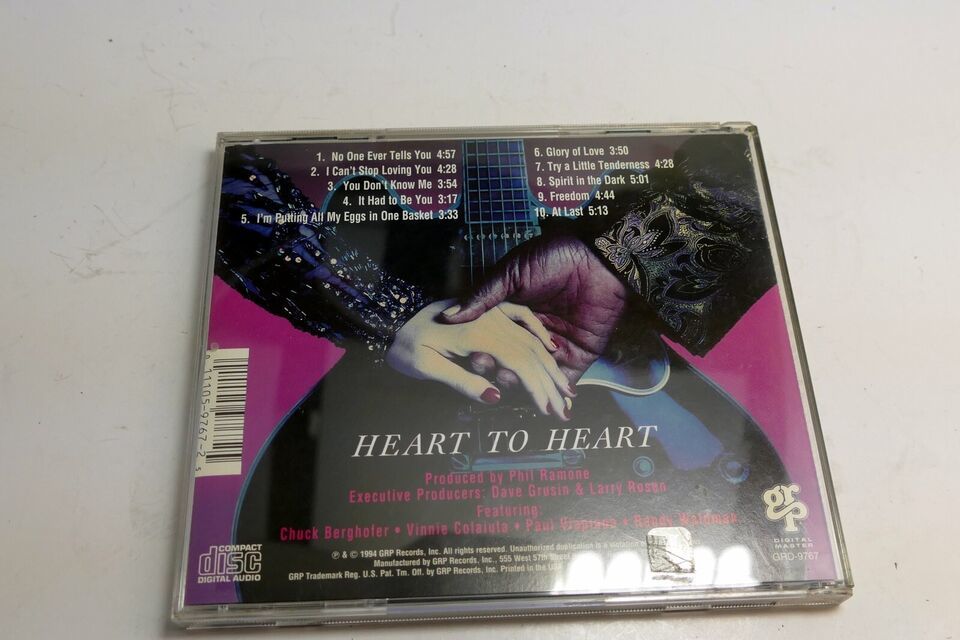 1. No One Ever Tells You 4:57
2. I Can't Stop Loving You 4:28
3. You Don't Know Me 3:54
4. It Had to Be You 3:17
5. I'm Putting All My Eggs in One Basket 3:33
6. Glory of Love 3:50
7. Try a Little Tenderness 4:28
8. Spirit in the Dark 5:01
9. Freedom 4:44
10. At Last 5:13
0 11105-9767-2 5
HEART TO HEART
Produced by Phil Ramone
Executive Producers: Dave Grusin & Larry Rosen
Featuring:
Chuck Berghofer • Vinnie Colaiuta • Paul Viapiano • Randy Waldman
COMPACT
disc
DIGITAL AUDIO
℗ & © 1994 GRP Records, Inc. All rights reserved. Unauthorized duplication is a violation
Manufactured by GRP Records, Inc., 555 West 57th Street
GRP Trademark Reg. U.S. Pat. Tm. Off. by GRP Records, Inc. Printed in the USA
grp
DIGITAL
MASTER
GRD-9767